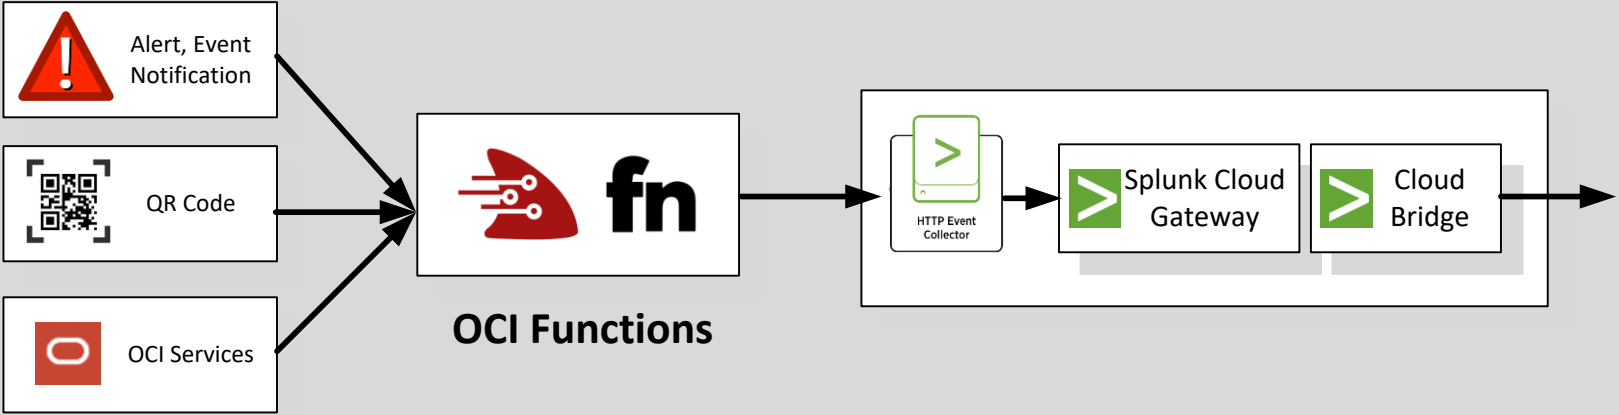 Alert, Event
Notification
QR Code
OCI Services
fn
OCI Functions
HTTP Event
Collector
Splunk Cloud
Gateway
Cloud
Bridge